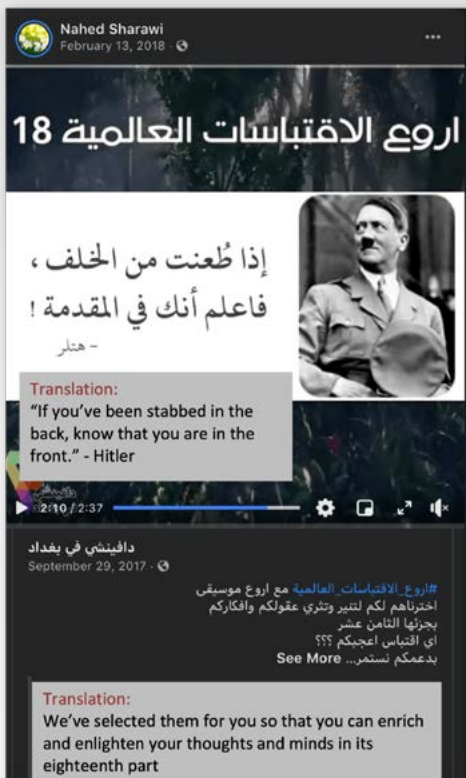 Nahed Sharawi
February 13, 2018
اروع الاقتباسات العالمية 18
إذا طُعنت من الخلف ،
فاعلم أنك في المقدمة !
- هتلر
Translation:
“If you’ve been stabbed in the
back, know that you are in the
front.” - Hitler
دافينشي
2:10 / 2:37
دافينشي في بغداد
September 29, 2017
#اروع_الاقتباسات_العالمية مع اروع موسيقى
اخترناهم لكم لتنير وتثري عقولكم وافكاركم
بجزئها الثامن عشر
اي اقتباس اعجبكم ؟؟؟
بدعمكم نستمر... See More
Translation:
We’ve selected them for you so that you can enrich
and enlighten your thoughts and minds in its
eighteenth part